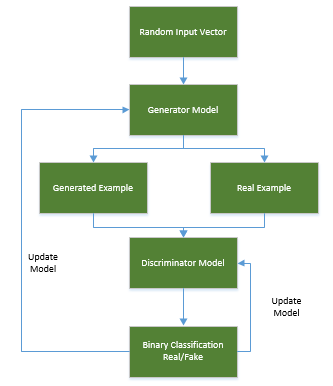 Random Input Vector
Generator Model
Generated Example
Real Example
Discriminator Model
Update
Model
Update
Model
Binary Classification
Real/Fake